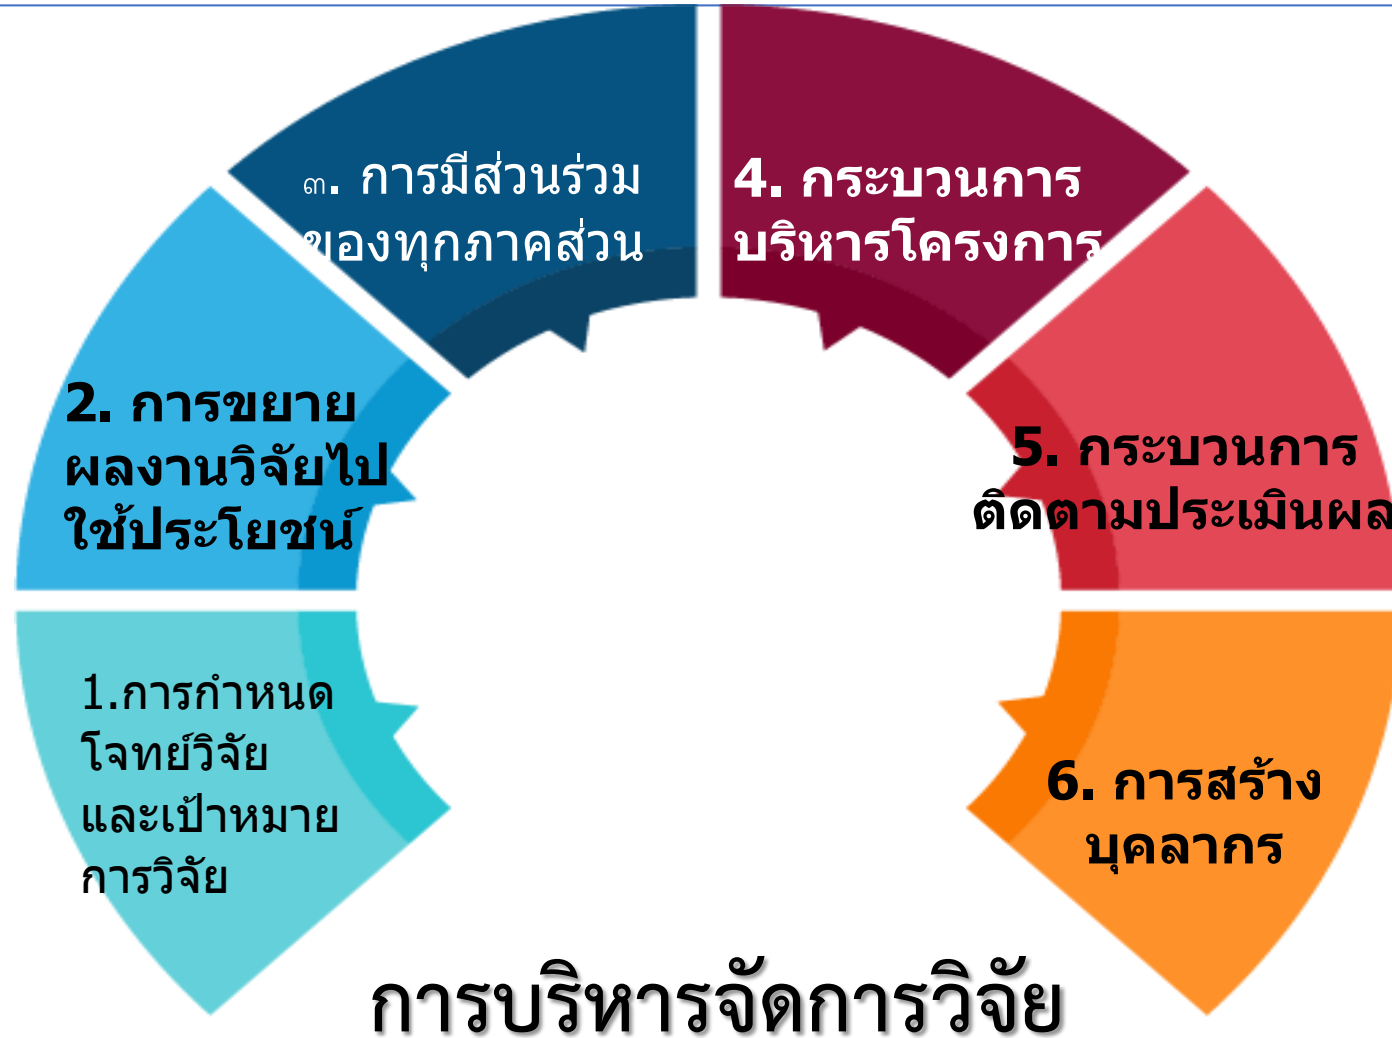 ๓. การมีส่วนร่วม
ของทุกภาคส่วน
4. กระบวนการ
บริหารโครงการ
2. การขยาย
ผลงานวิจัยไป
ใช้ประโยชน์
5. กระบวนการ
ติดตามประเมินผล
1.การกำหนด
โจทย์วิจัย
และเป้าหมาย
การวิจัย
6. การสร้าง
บุคลากร
การบริหารจัดการวิจัย